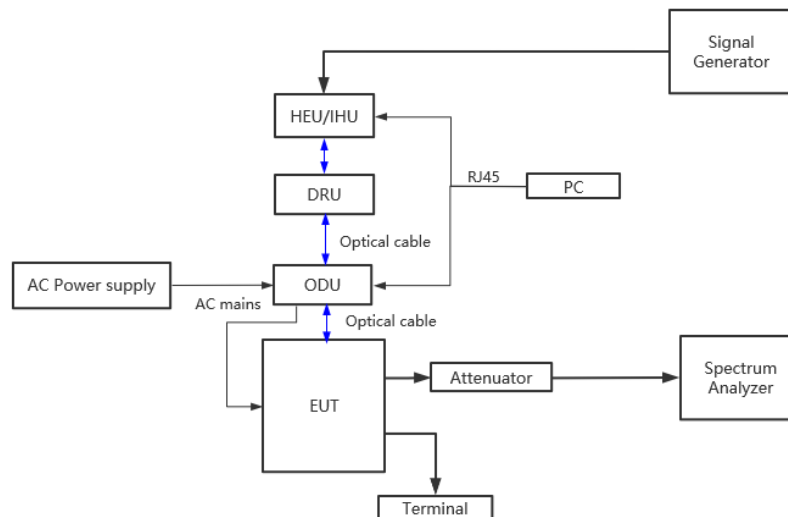 Signal
Generator
HEU/IHU
RJ45
PC
DRU
Optical cable
AC Power supply
ODU
AC mains
Optical cable
Spectrum
Analyzer
Attenuator
EUT
Terminal